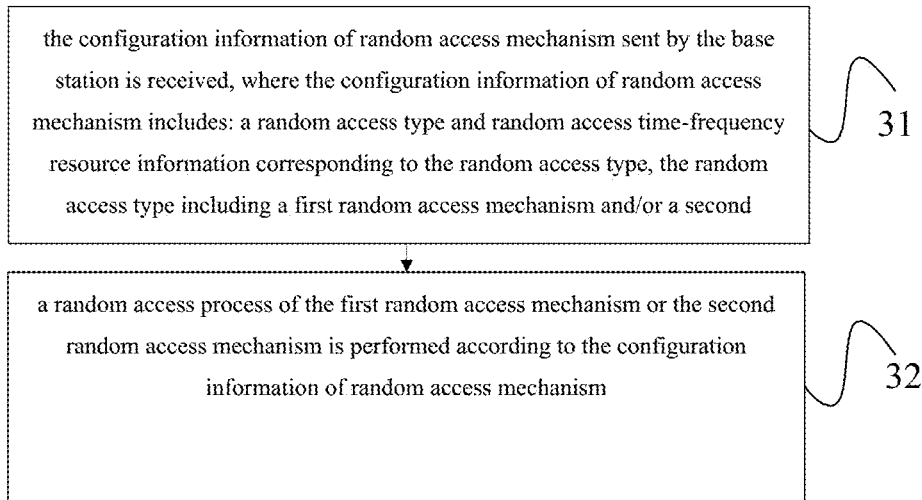 the configuration information of random access mechanism sent by the base
station is received, where the configuration information of random access
mechanism includes: a random access type and random access time-frequency
resource information corresponding to the random access type, the random
access type including a first random access mechanism and/or a second
31
a random access process of the first random access mechanism or the second
random access mechanism is performed according to the configuration
information of random access mechanism
32